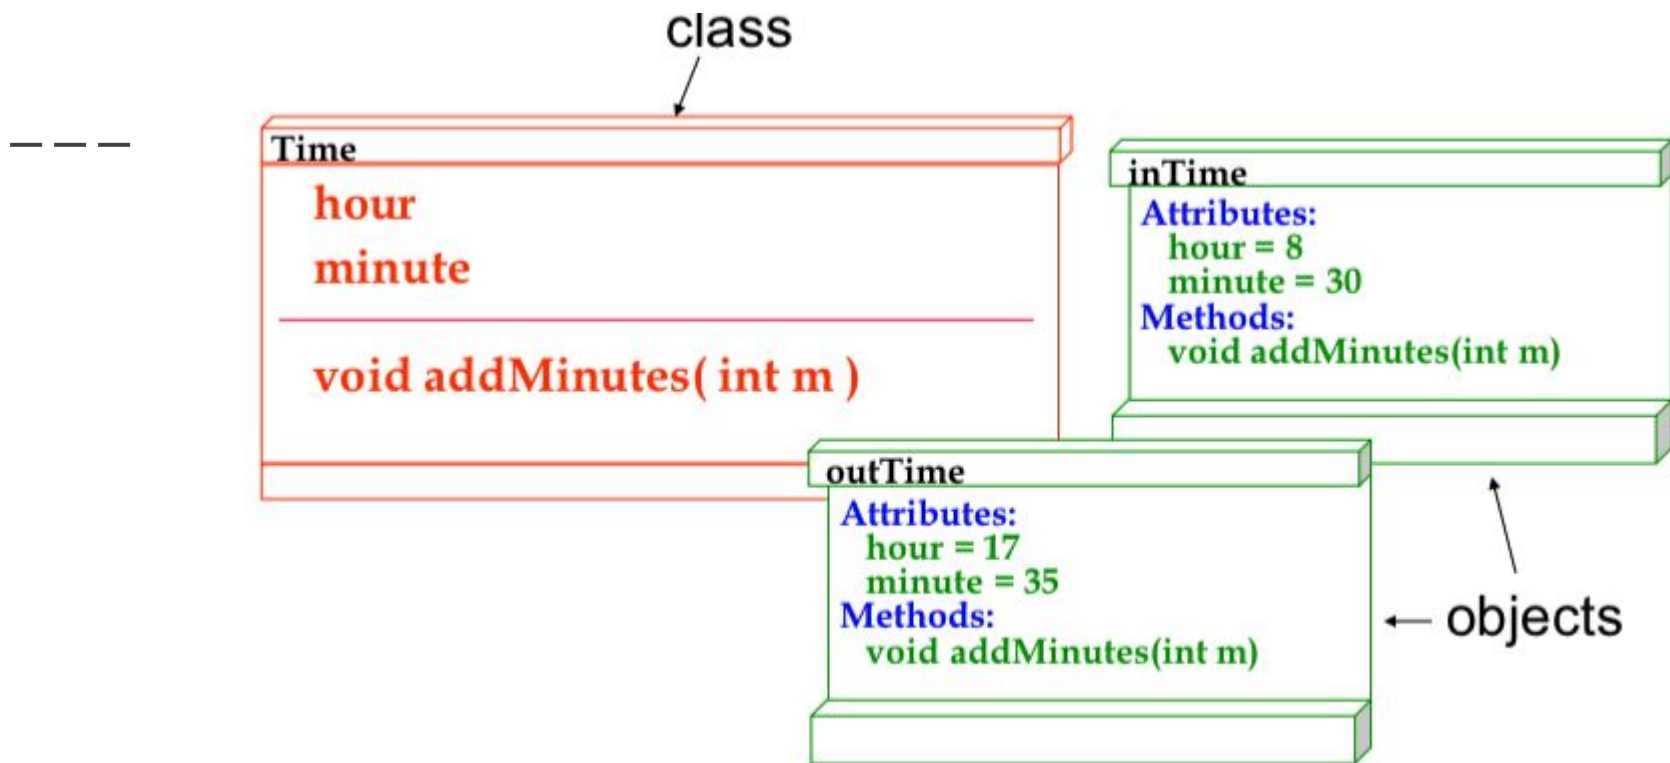 class
Time
hour
minute
void addMinutes( int m )
inTime
Attributes:
hour = 8
minute = 30
Methods:
void addMinutes(int m)
outTime
Attributes:
hour = 17
minute = 35
Methods:
void addMinutes(int m)
objects